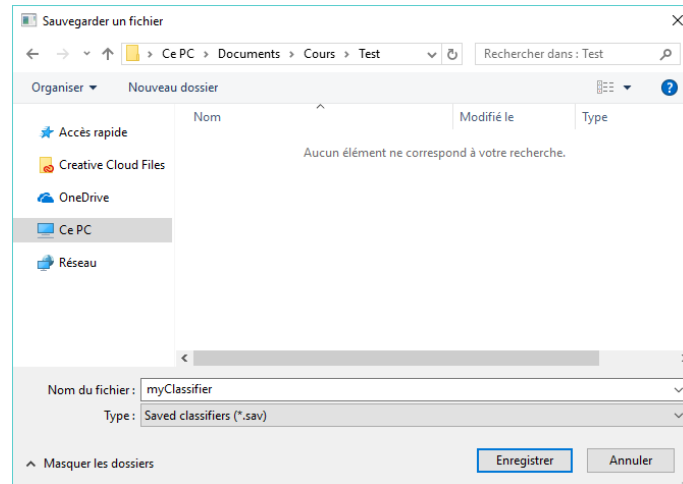 Sauvegarder un fichier
Ce PC > Documents > Cours > Test
Rechercher dans : Test
Organiser
Nouveau dossier
Nom
Modifié le
Type
Accès rapide
Aucun élément ne correspond à votre recherche.
Creative Cloud Files
OneDrive
Ce PC
Réseau
Nom du fichier : myClassifier
Type : Saved classifiers (*.sav)
Masquer les dossiers
Enregistrer
Annuler